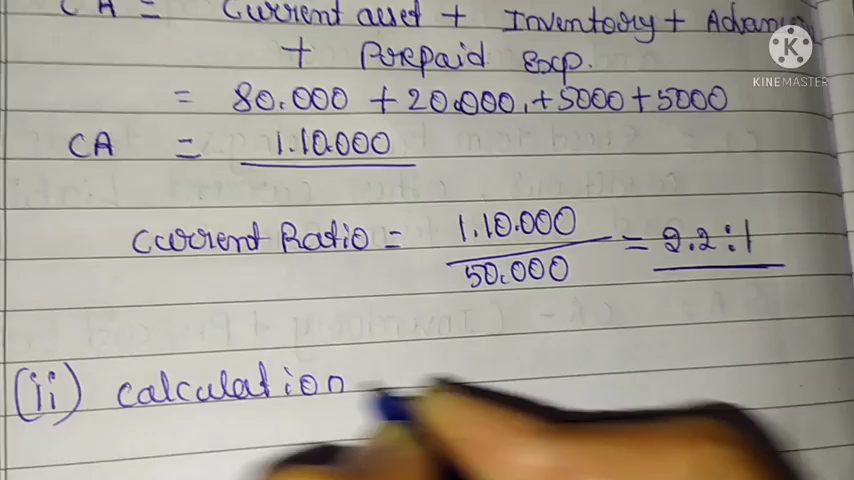 CA = Current asset + Inventory + Advan
K
KINEMASTER
+ Prepaid Exp.
= 80.000 + 20.000, + 5000 + 5000
CA = 1.10.000
Current Ratio = 1.10.000 / 50.000 = 2.2:1
(ii) calculation